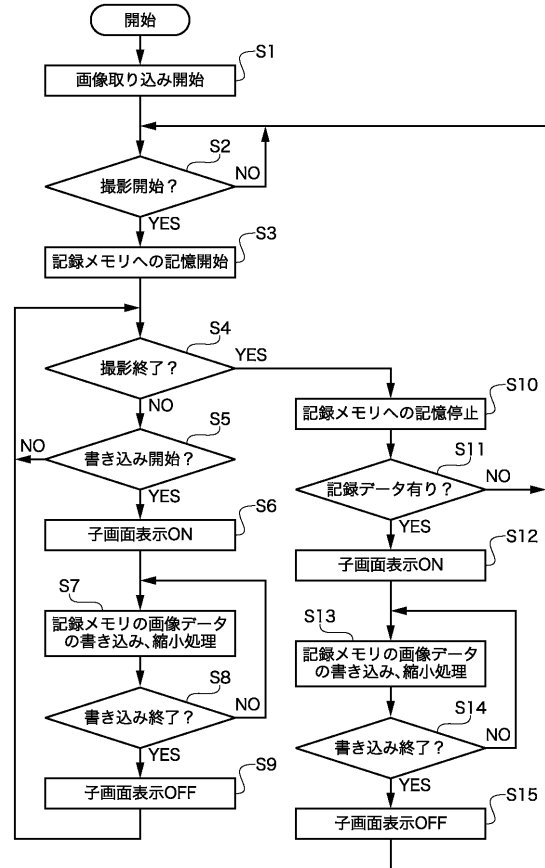 開始
S1
画像取り込み開始
S2
撮影開始？
NO
YES
S3
記録メモリへの記憶開始
S4
撮影終了？
YES
NO
S5
書き込み開始？
NO
YES
S6
子画面表示ON
S7
記録メモリの画像データ
の書き込み、縮小処理
S8
書き込み終了？
NO
YES
S9
子画面表示OFF
S10
記録メモリへの記憶停止
S11
記録データ有り？
NO
YES
S12
子画面表示ON
S13
記録メモリの画像データ
の書き込み、縮小処理
S14
書き込み終了？
NO
YES
S15
子画面表示OFF